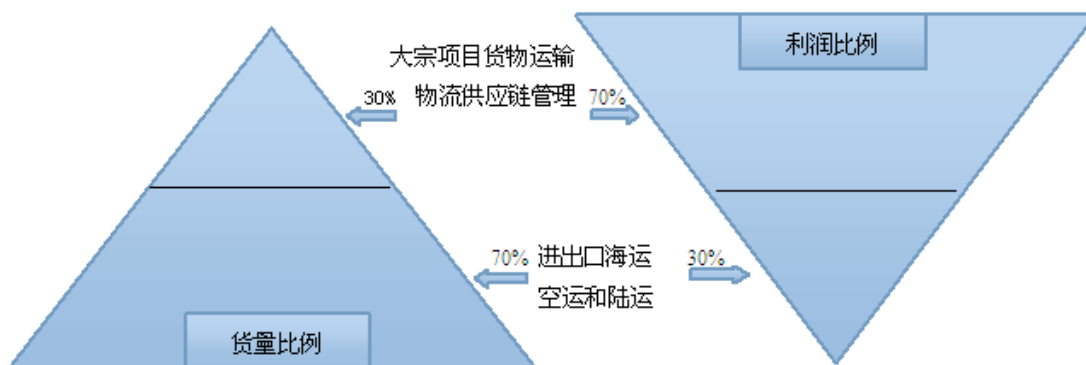 利润比例
大宗项目货物运输
30% 物流供应链管理 70%
70% 进出口海运 30%
空运和陆运
货量比例